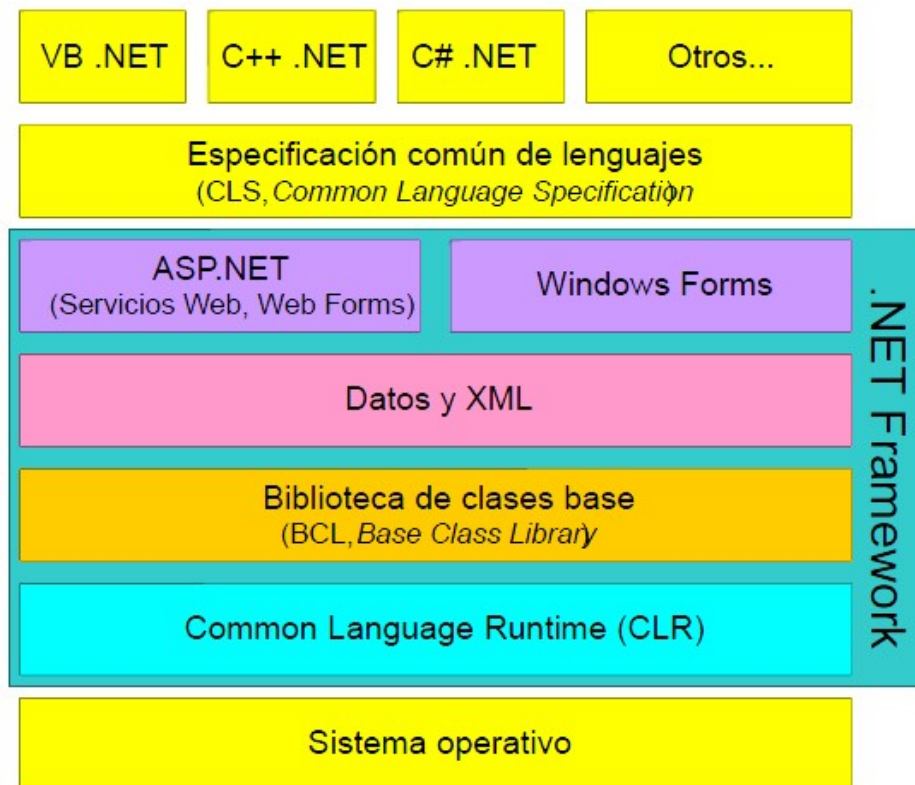 VB .NET
C++ .NET
C# .NET
Otros...
Especificación común de lenguajes
(CLS, Common Language Specification)
ASP.NET
(Servicios Web, Web Forms)
Windows Forms
Datos y XML
Biblioteca de clases base
(BCL, Base Class Library)
Common Language Runtime (CLR)
.NET Framework
Sistema operativo